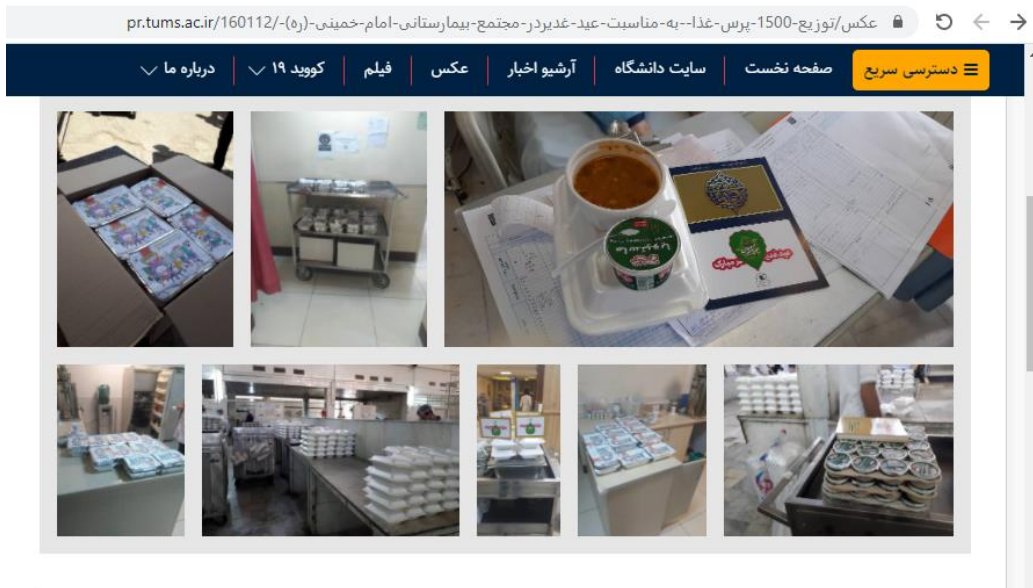 pr.tums.ac.ir/160112/-(عکس/توزیع-1500-پرس-غذا--به-مناسبت-عید-غدیردر-مجتمع-بیمارستانی-امام-خمینی-(ره
دسترسی سریع صفحه نخست سایت دانشگاه آرشیو اخبار عکس فیلم کووید ۱۹ درباره ما